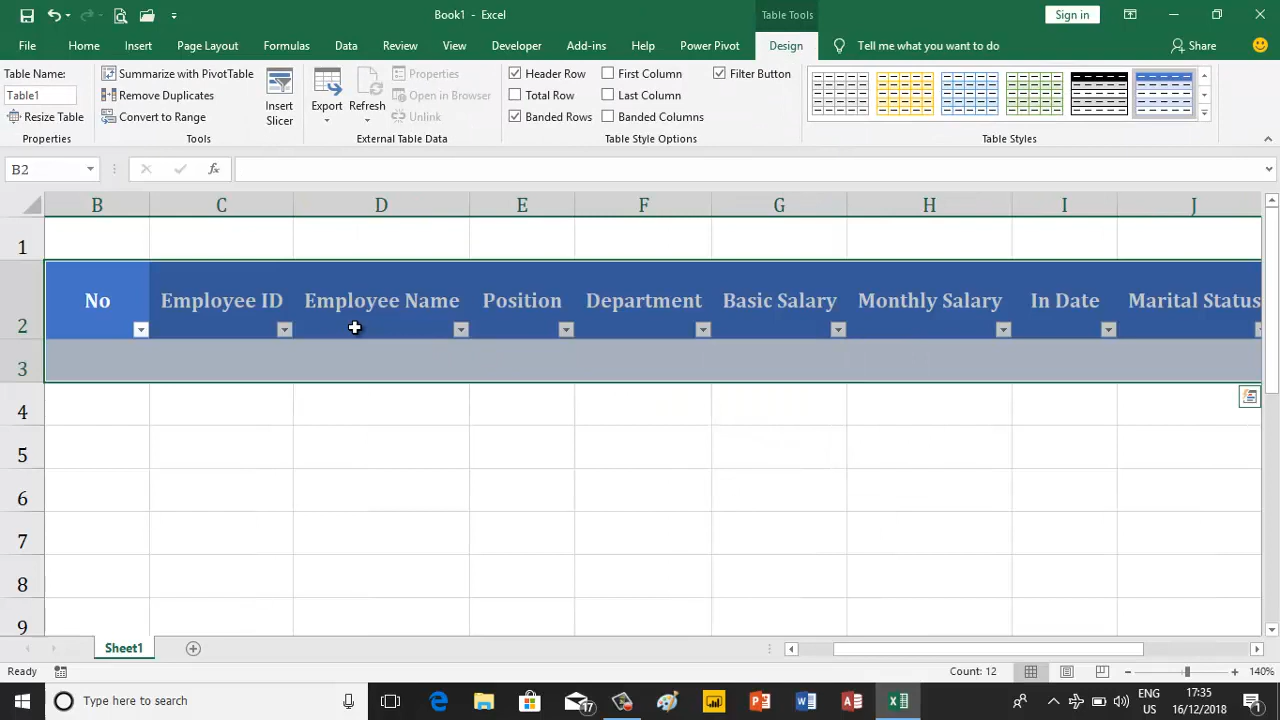 Book1 - Excel
Table Tools
Sign in
File Home Insert Page Layout Formulas Data Review View Developer Add-ins Help Power Pivot Design Tell me what you want to do Share
Table Name: Summarize with PivotTable Properties Header Row First Column Filter Button
Table1 Remove Duplicates Insert Slicer Export Refresh Open in Browser Total Row Last Column
Resize Table Convert to Range Unlink Banded Rows Banded Columns
Properties Tools External Table Data Table Style Options Table Styles
B2 fx
B C D E F G H I J
1
No Employee ID Employee Name Position Department Basic Salary Monthly Salary In Date Marital Status
2
3
4
5
6
7
8
9
Sheet1
Ready Count: 12 140%
Type here to search 17 ENG 17:35
US 16/12/2018 1